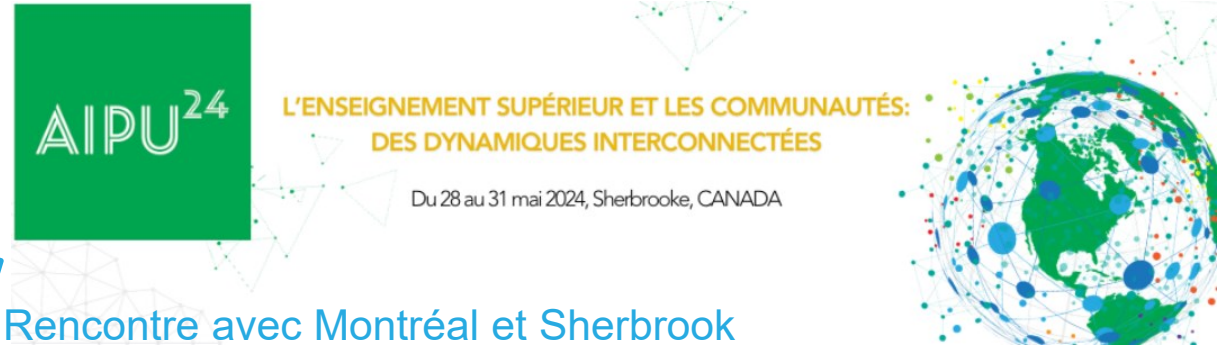 AIPU24
L'ENSEIGNEMENT SUPÉRIEUR ET LES COMMUNAUTÉS:
DES DYNAMIQUES INTERCONNECTÉES
Du 28 au 31 mai 2024, Sherbrooke, CANADA
Rencontre avec Montréal et Sherbrook